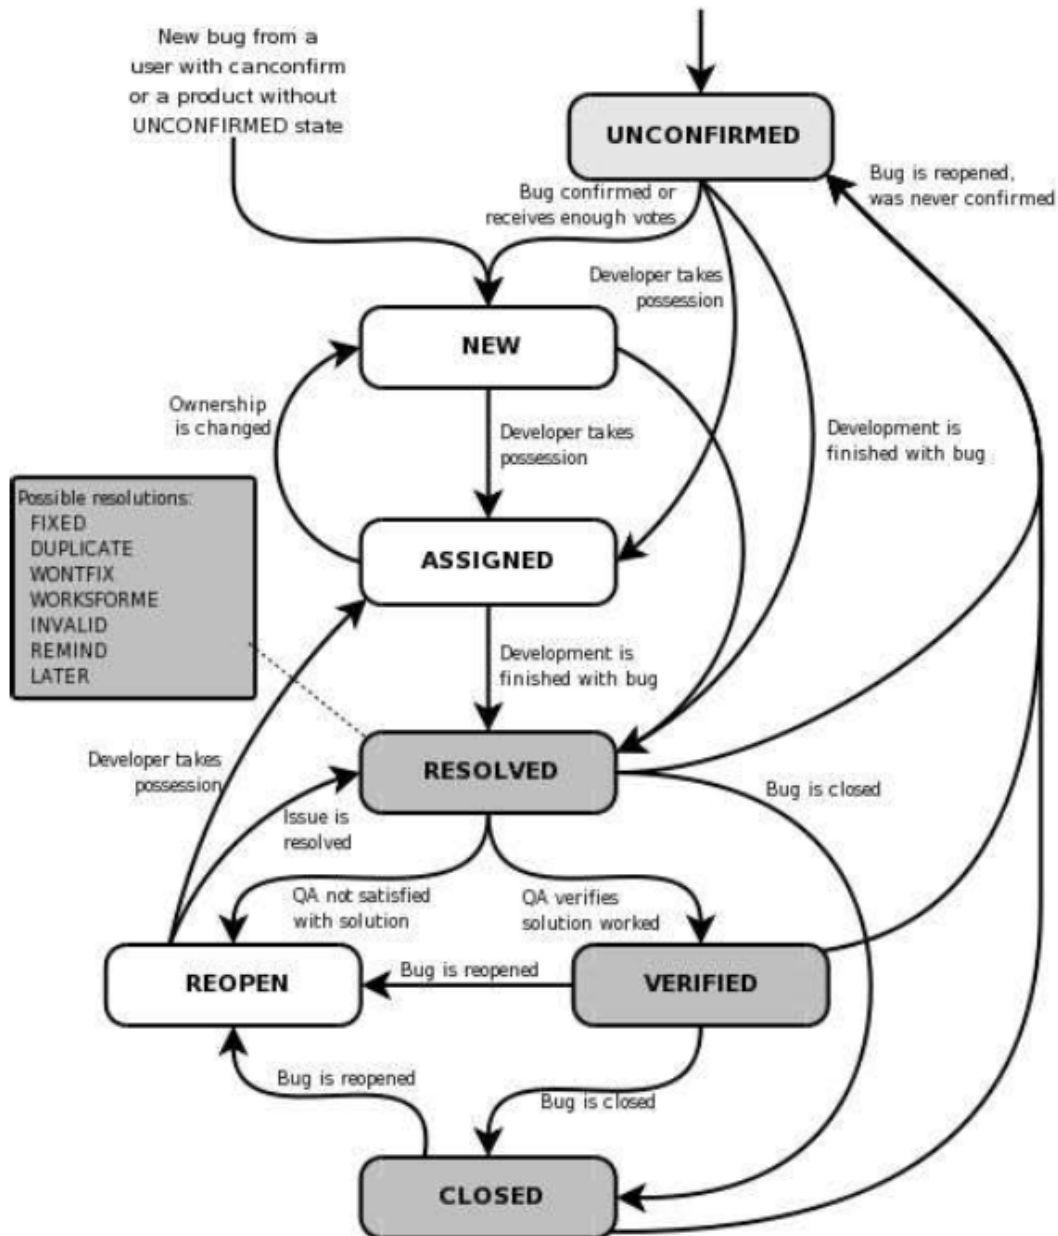 New bug from a
user with canconfirm
or a product without
UNCONFIRMED state
UNCONFIRMED
Bug is reopened,
was never confirmed
Bug confirmed or
receives enough votes
Developer takes
possession
NEW
Ownership
is changed
Developer takes
possession
Development is
finished with bug
Possible resolutions:
FIXED
DUPLICATE
WONTFIX
WORKSFORME
INVALID
REMIND
LATER
ASSIGNED
Development is
finished with bug
Developer takes
possession
RESOLVED
Bug is closed
Issue is
resolved
QA not satisfied
with solution
QA verifies
solution worked
REOPEN
Bug is reopened
VERIFIED
Bug is reopened
Bug is closed
CLOSED